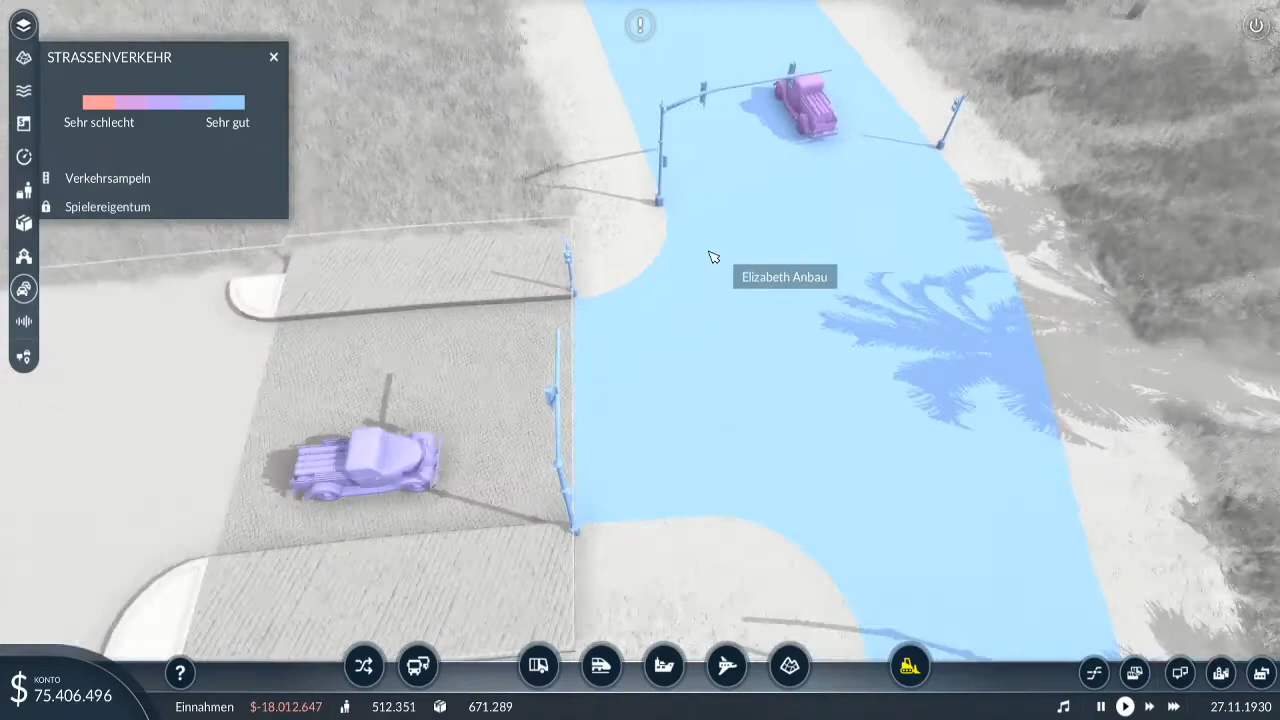 STRASSENVERKEHR
Sehr schlecht Sehr gut
Verkehrsampeln
Spielereigentum
Elizabeth Anbau
?
$ KONTO
75.406.496
Einnahmen $-18.012.647 512.351 671.289 27.11.1930